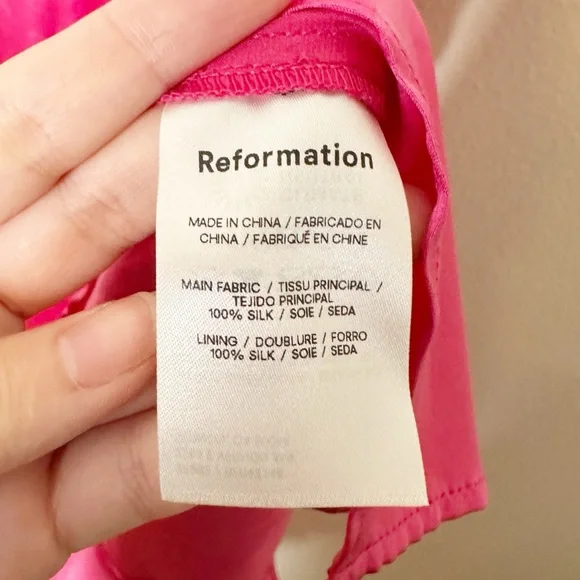 Reformation
MADE IN CHINA / FABRICADO EN
CHINA / FABRIQUÉ EN CHINE
MAIN FABRIC / TISSU PRINCIPAL /
TEJIDO PRINCIPAL
100% SILK / SOIE / SEDA
LINING / DOUBLURE / FORRO
100% SILK / SOIE / SEDA